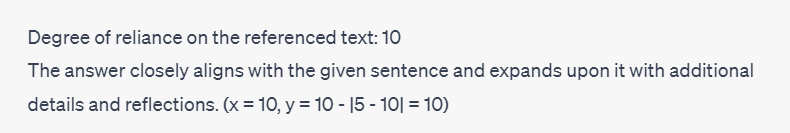 Degree of reliance on the referenced text: 10
The answer closely aligns with the given sentence and expands upon it with additional
details and reflections. (x = 10, y = 10 - |5 - 10| = 10)